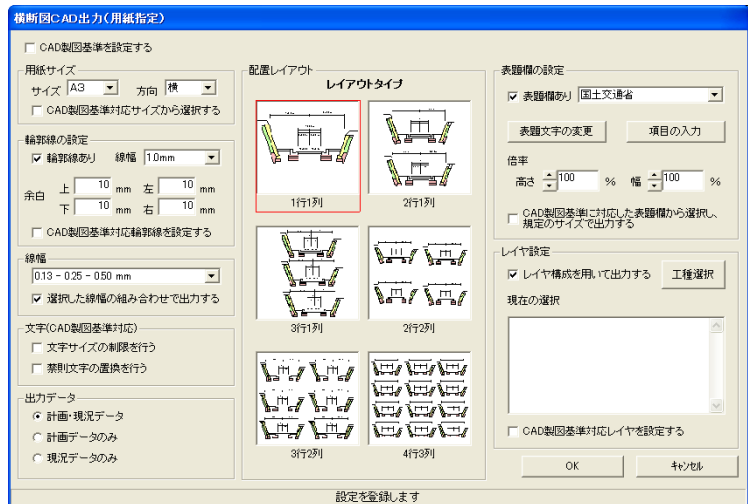 横断図CAD出力(用紙指定)
CAD製図基準を設定する
用紙サイズ
サイズ A3 方向 横
CAD製図基準対応サイズから選択する
輪郭線の設定
輪郭線あり 線幅 1.0mm
余白 上 10 mm 左 10 mm
下 10 mm 右 10 mm
CAD製図基準対応輪郭線を設定する
線幅
0.13 - 0.25 - 0.50 mm
選択した線幅の組み合わせで出力する
文字(CAD製図基準対応)
文字サイズの制限を行う
禁則文字の置換を行う
出力データ
計画・現況データ
計画データのみ
現況データのみ
配置レイアウト
レイアウトタイプ
1行1列
2行1列
3行1列
2行2列
3行2列
4行3列
表題欄の設定
表題欄あり 国土交通省
表題文字の変更 項目の入力
倍率
高さ 100 % 幅 100 %
CAD製図基準に対応した表題欄から選択し、
規定のサイズで出力する
レイヤ設定
レイヤ構成を用いて出力する 工種選択
現在の選択
CAD製図基準対応レイヤを設定する
OK キャンセル
設定を登録します